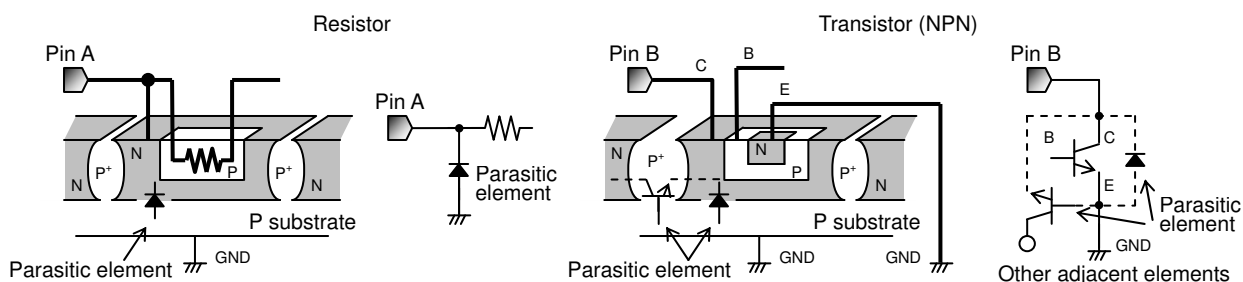 Resistor
Pin A
N
N
P+
P
P+
N
P substrate
GND
Parasitic element
Pin A
Parasitic
element
Transistor (NPN)
Pin B
C
B
E
N
P+
N
P
P+
N
P substrate
GND
GND
Parasitic element
Pin B
B
C
E
Parasitic
element
GND
Other adjacent elements